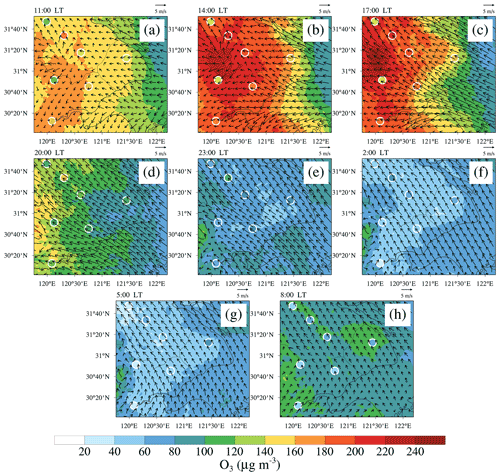 11:00 LT
5 m/s
14:00 LT
5 m/s
17:00 LT
5 m/s
31°40' N
31°20' N
31°N
30°40' N
30°20' N
(a)
31°40' N
31°20' N
31°N
30°40' N
30°20' N
(b)
31°40' N
31°20' N
31°N
30°40' N
30°20' N
(c)
120°E 120°30' E 121°E 121°30' E 122°E
120°E 120°30' E 121°E 121°30' E 122°E
120°E 120°30' E 121°E 121°30' E 122°E
20:00 LT
5 m/s
23:00 LT
5 m/s
2:00 LT
5 m/s
31°40' N
31°20' N
31°N
30°40' N
30°20' N
(d)
31°40' N
31°20' N
31°N
30°40' N
30°20' N
(e)
31°40' N
31°20' N
31°N
30°40' N
30°20' N
(f)
120°E 120°30' E 121°E 121°30' E 122°E
120°E 120°30' E 121°E 121°30' E 122°E
120°E 120°30' E 121°E 121°30' E 122°E
5:00 LT
5 m/s
8:00 LT
5 m/s
31°40' N
31°20' N
31°N
30°40' N
30°20' N
(g)
31°40' N
31°20' N
31°N
30°40' N
30°20' N
(h)
120°E 120°30' E 121°E 121°30' E 122°E
120°E 120°30' E 121°E 121°30' E 122°E
20 40 60 80 100 120 140 160 180 200 220 240
O₃ (µg m⁻³)